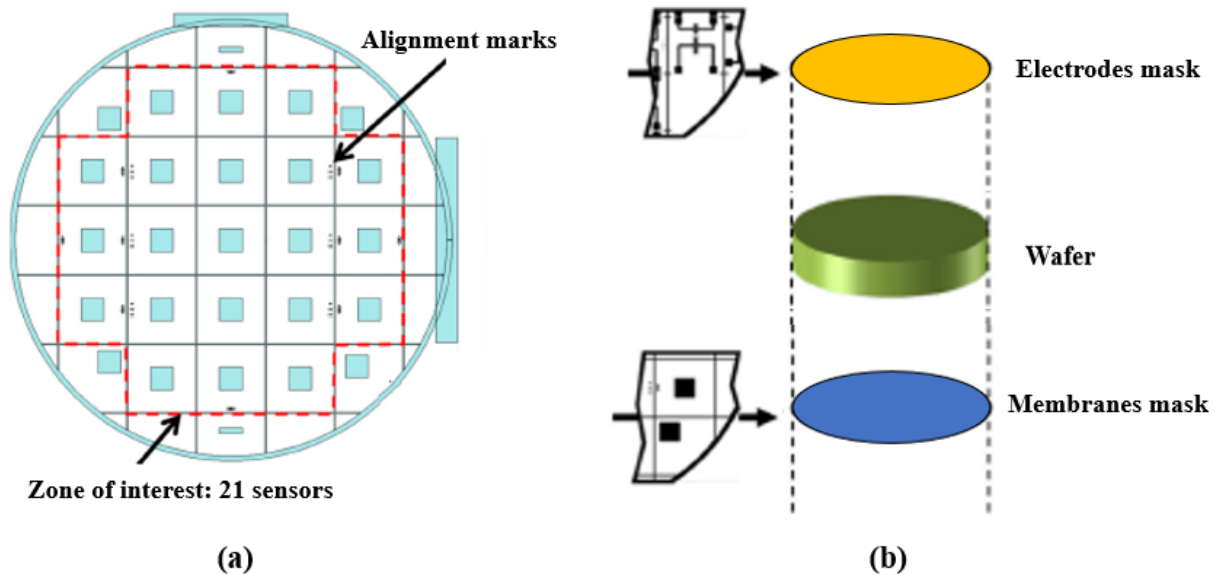 Alignment marks
Zone of interest: 21 sensors
(a)
Electrodes mask
Wafer
Membranes mask
(b)